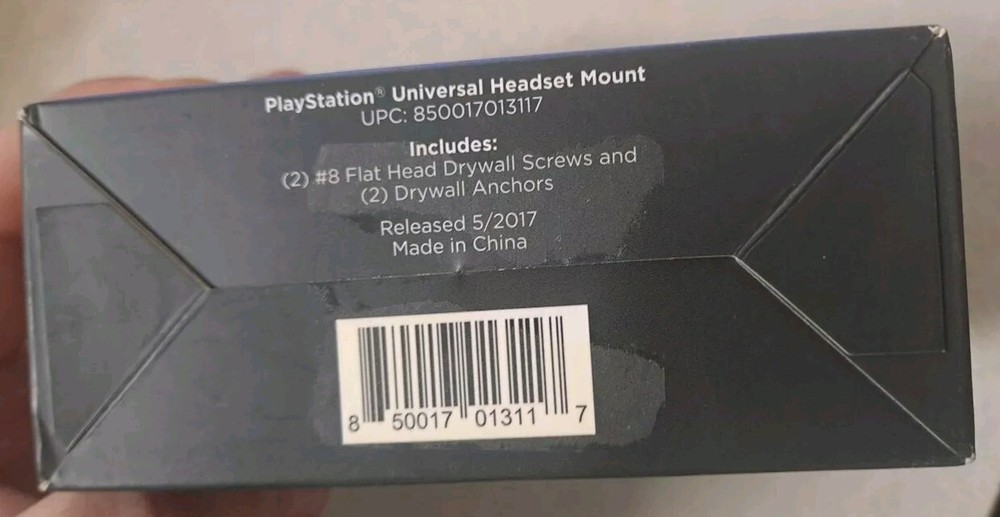 PlayStation® Universal Headset Mount
UPC: 850017013117
Includes:
(2) #8 Flat Head Drywall Screws and
(2) Drywall Anchors
Released 5/2017
Made in China
8 50017 01311 7